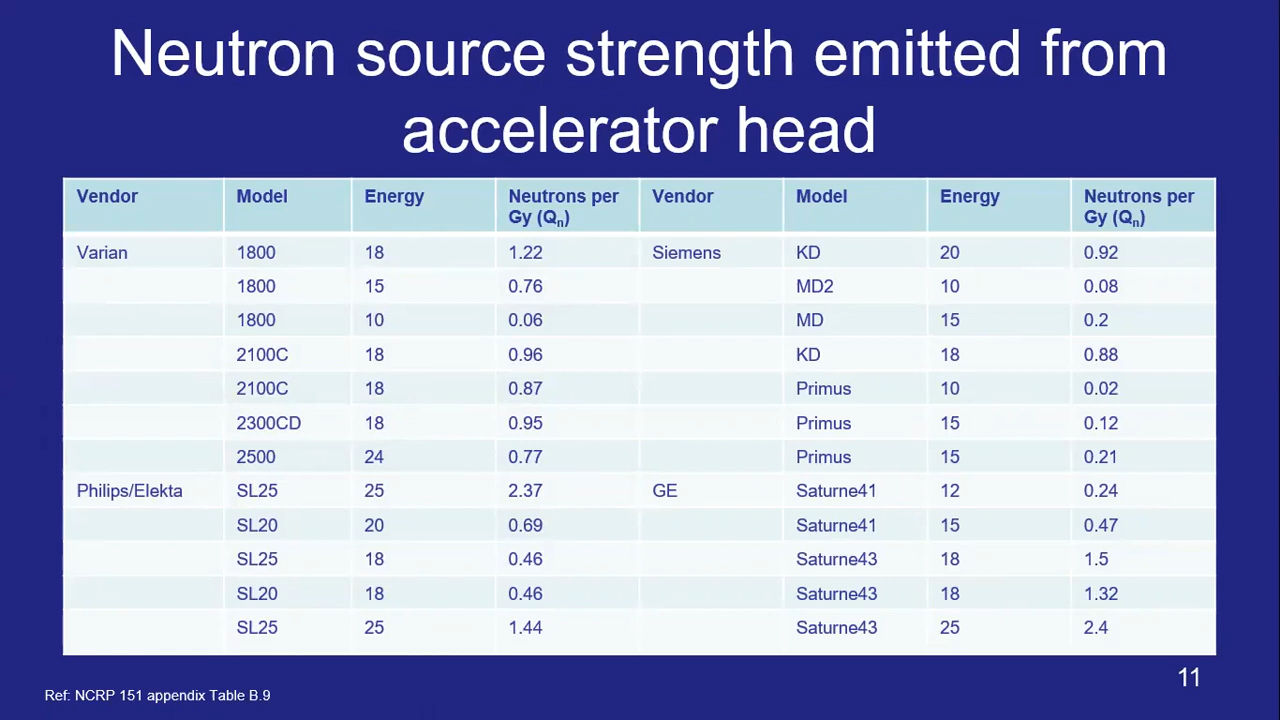 Neutron source strength emitted from
accelerator head
Vendor Model Energy Neutrons per Gy (Qn) Vendor Model Energy Neutrons per Gy (Qn)
Varian 1800 18 1.22 Siemens KD 20 0.92
1800 15 0.76 MD2 10 0.08
1800 10 0.06 MD 15 0.2
2100C 18 0.96 KD 18 0.88
2100C 18 0.87 Primus 10 0.02
2300CD 18 0.95 Primus 15 0.12
2500 24 0.77 Primus 15 0.21
Philips/Elekta SL25 25 2.37 GE Saturne41 12 0.24
SL20 20 0.69 Saturne41 15 0.47
SL25 18 0.46 Saturne43 18 1.5
SL20 18 0.46 Saturne43 18 1.32
SL25 25 1.44 Saturne43 25 2.4
11
Ref: NCRP 151 appendix Table B.9